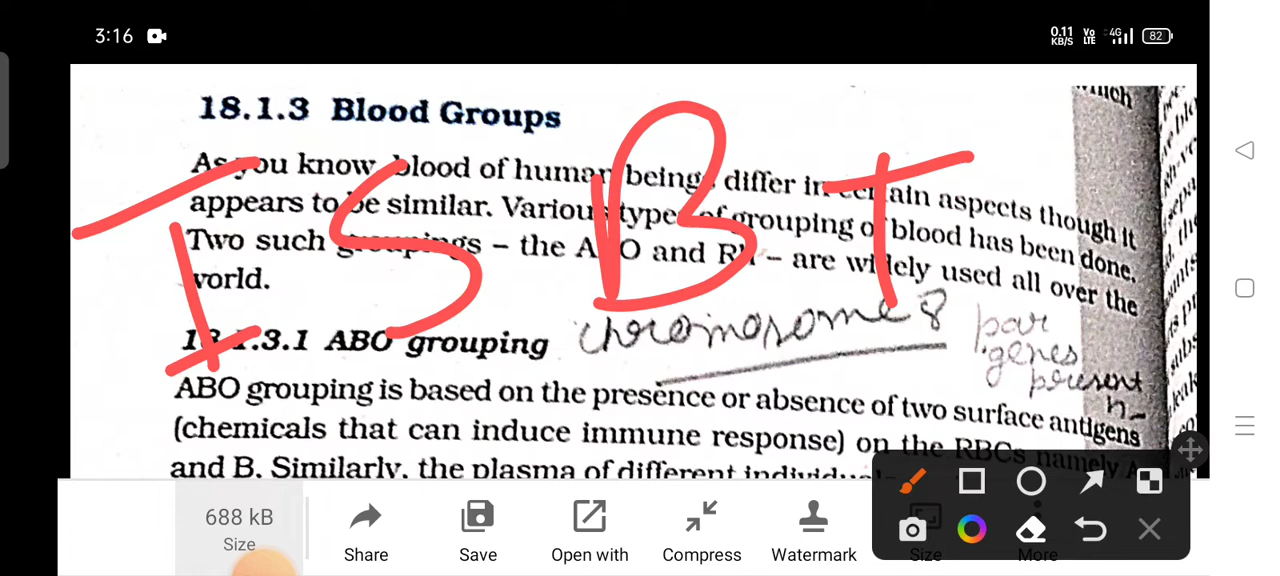 3:16
0.11 KB/S Vo LTE 4G 82
which
18.1.3 Blood Groups
As you know, blood of human beings differ in certain aspects though it
appears to be similar. Various types of grouping of blood has been done.
Two such groupings – the ABO and Rh – are widely used all over the
world.
ISBT
18.1.3.1 ABO grouping
chromosome 8
par
genes
present
ABO grouping is based on the presence or absence of two surface antigens
(chemicals that can induce immune response) on the RBCs namely A
and B. Similarly, the plasma of different
688 kB
Size
Share
Save
Open with
Compress
Watermark
Size
More